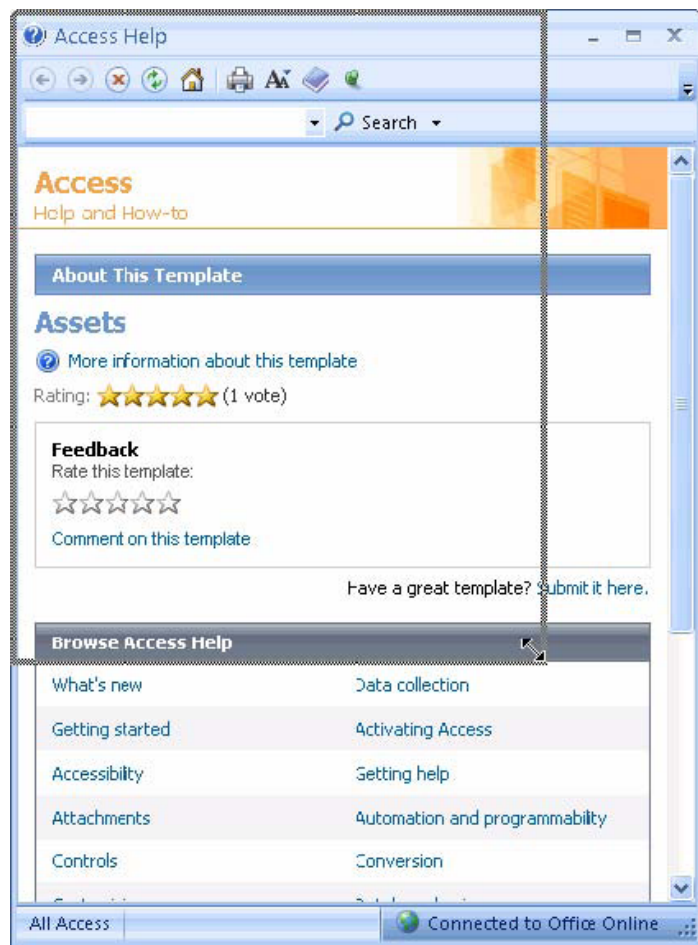 Access Help
Search
Access
Help and How-to
About This Template
Assets
More information about this template
Rating: (1 vote)
Feedback
Rate this template:
Comment on this template
Have a great template? Submit it here.
Browse Access Help
What's new Data collection
Getting started Activating Access
Accessibility Getting help
Attachments Automation and programmability
Controls Conversion
All Access Connected to Office Online